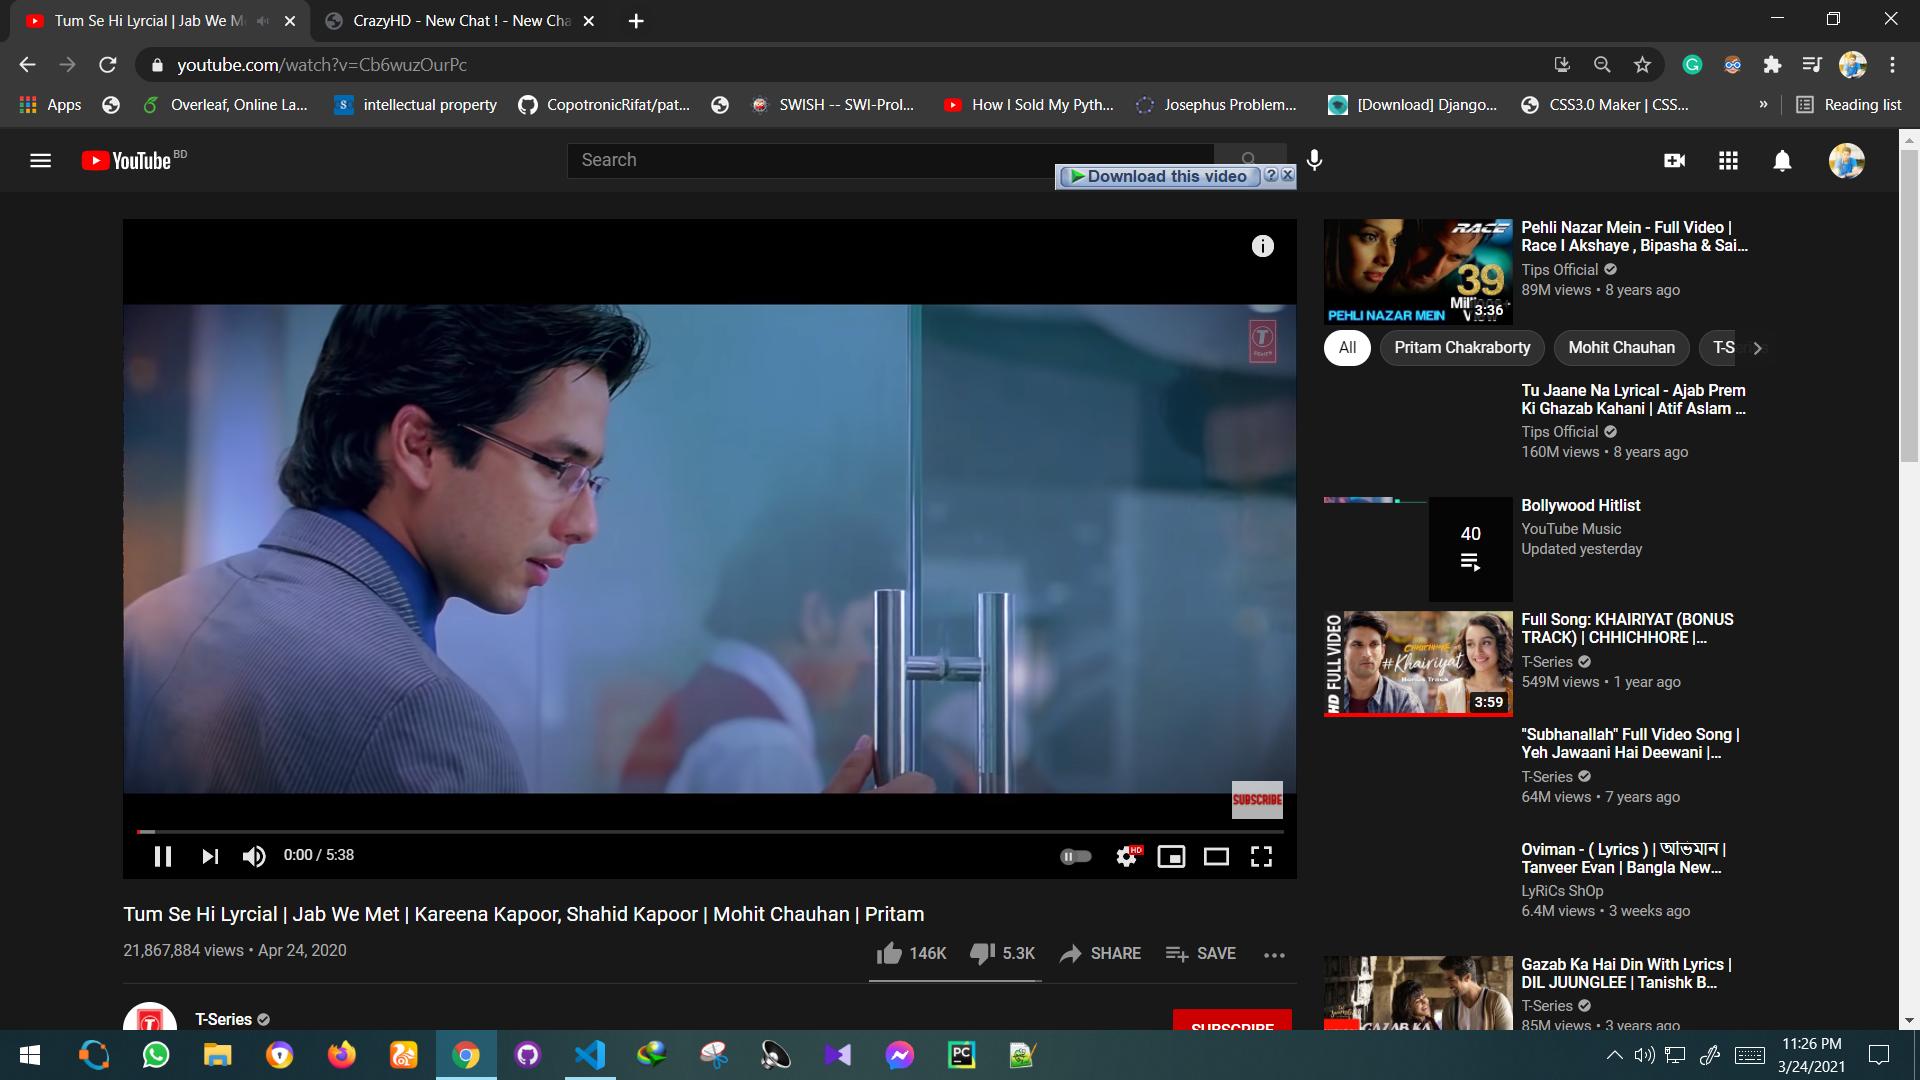 Tum Se Hi Lyrcial | Jab We M
CrazyHD - New Chat ! - New Cha
youtube.com/watch?v=Cb6wuzOurPc
Apps
Overleaf, Online La...
intellectual property
CopotronicRifat/pat...
SWISH -- SWI-Prol...
How I Sold My Pyth...
Josephus Problem...
[Download] Django...
CSS3.0 Maker | CSS...
»
Reading list
YouTube BD
Search
Download this video ? X
T
SERIES
SUBSCRIBE
0:00 / 5:38
HD
Tum Se Hi Lyrcial | Jab We Met | Kareena Kapoor, Shahid Kapoor | Mohit Chauhan | Pritam
21,867,884 views • Apr 24, 2020
146K
5.3K
SHARE
SAVE
T-Series
SUBSCRIBE
RACE
39
PEHLI NAZAR MEIN
3:36
Pehli Nazar Mein - Full Video |
Race I Akshaye , Bipasha & Sai...
Tips Official
89M views • 8 years ago
All
Pritam Chakraborty
Mohit Chauhan
T-Series
Tu Jaane Na Lyrical - Ajab Prem
Ki Ghazab Kahani | Atif Aslam ...
Tips Official
160M views • 8 years ago
40
Bollywood Hitlist
YouTube Music
Updated yesterday
HD FULL VIDEO
CHHICHHORE
#Khairiyat
Bonus Track
3:59
Full Song: KHAIRIYAT (BONUS
TRACK) | CHHICHHORE |...
T-Series
549M views • 1 year ago
"Subhanallah" Full Video Song |
Yeh Jawaani Hai Deewani |...
T-Series
64M views • 7 years ago
Oviman - ( Lyrics ) | অভিমান |
Tanveer Evan | Bangla New...
LyRiCs ShOp
6.4M views • 3 weeks ago
GAZAB KA
Gazab Ka Hai Din With Lyrics |
DIL JUUNGLEE | Tanishk B...
T-Series
85M views • 3 years ago
PC
11:26 PM
3/24/2021